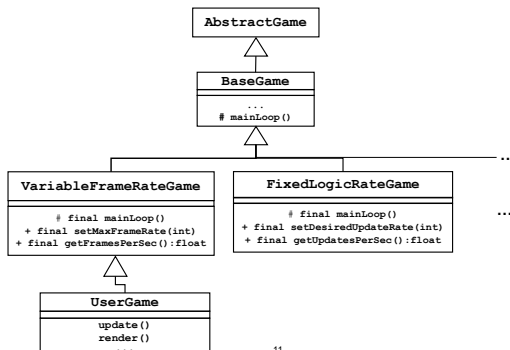 AbstractGame
BaseGame
...
# mainLoop()
...
VariableFrameRateGame
# final mainLoop()
+ final setMaxFrameRate(int)
+ final getFramesPerSec():float
FixedLogicRateGame
# final mainLoop()
+ final setDesiredUpdateRate(int)
+ final getUpdatesPerSec():float
...
UserGame
update()
render()
...
11